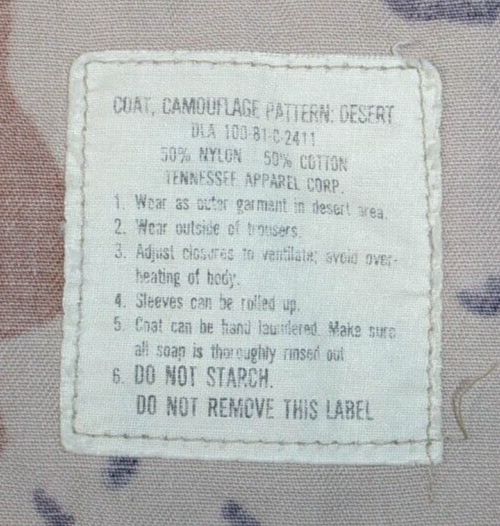 COAT, CAMOUFLAGE PATTERN: DESERT
DLA 100-81-C-2411
50% NYLON 50% COTTON
TENNESSEE APPAREL CORP.
1. Wear as outer garment in desert area.
2. Wear outside of trousers.
3. Adjust closures to ventilate; avoid over-
heating of body.
4. Sleeves can be rolled up.
5. Coat can be hand laundered. Make sure
all soap is thoroughly rinsed out
6. DO NOT STARCH.
DO NOT REMOVE THIS LABEL